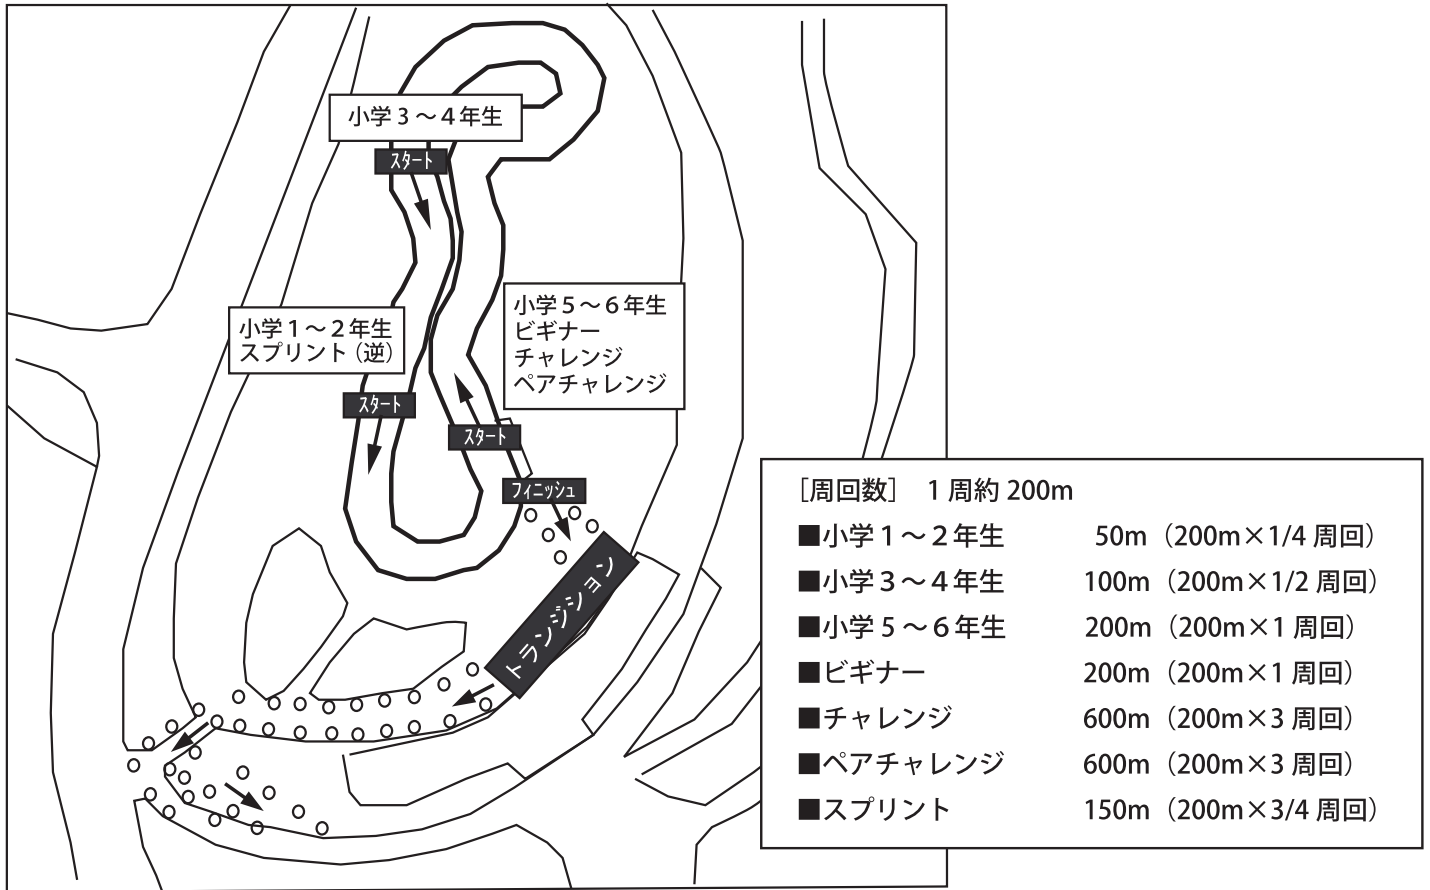 小学３～４年生
スタート
小学１～２年生
スプリント（逆）
小学５～６年生
ビギナー
チャレンジ
ペアチャレンジ
スタート
スタート
フィニッシュ
トランジション
［周回数］ 1 周約 200m
■小学１～２年生 50m（200m×1/4 周回）
■小学３～４年生 100m（200m×1/2 周回）
■小学５～６年生 200m（200m×1 周回）
■ビギナー 200m（200m×1 周回）
■チャレンジ 600m（200m×3 周回）
■ペアチャレンジ 600m（200m×3 周回）
■スプリント 150m（200m×3/4 周回）